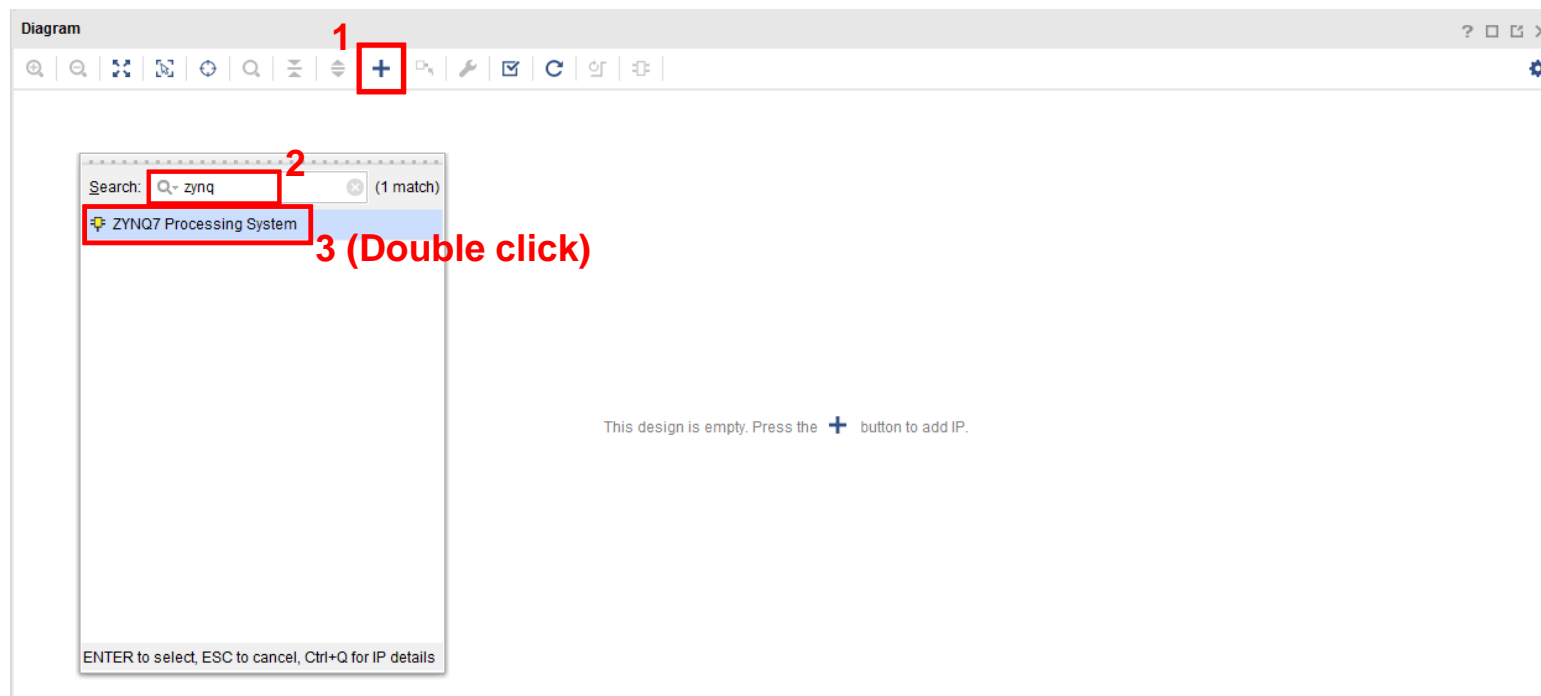 Diagram
1
2
Search: zynq (1 match)
ZYNQ7 Processing System
3 (Double click)
This design is empty. Press the + button to add IP.
ENTER to select, ESC to cancel, Ctrl+Q for IP details